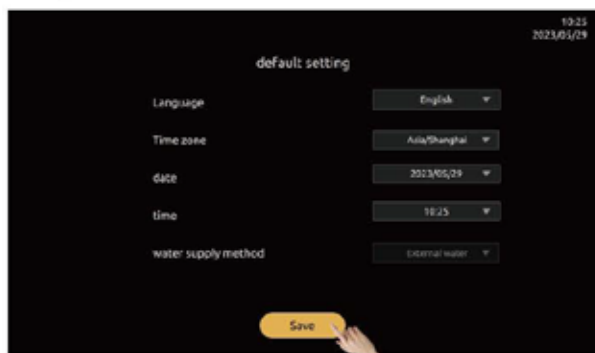 10:25
2023/05/29
default setting
Language English
Time zone Asia/Shanghai
date 2023/05/29
time 10:25
water supply method External water
Save